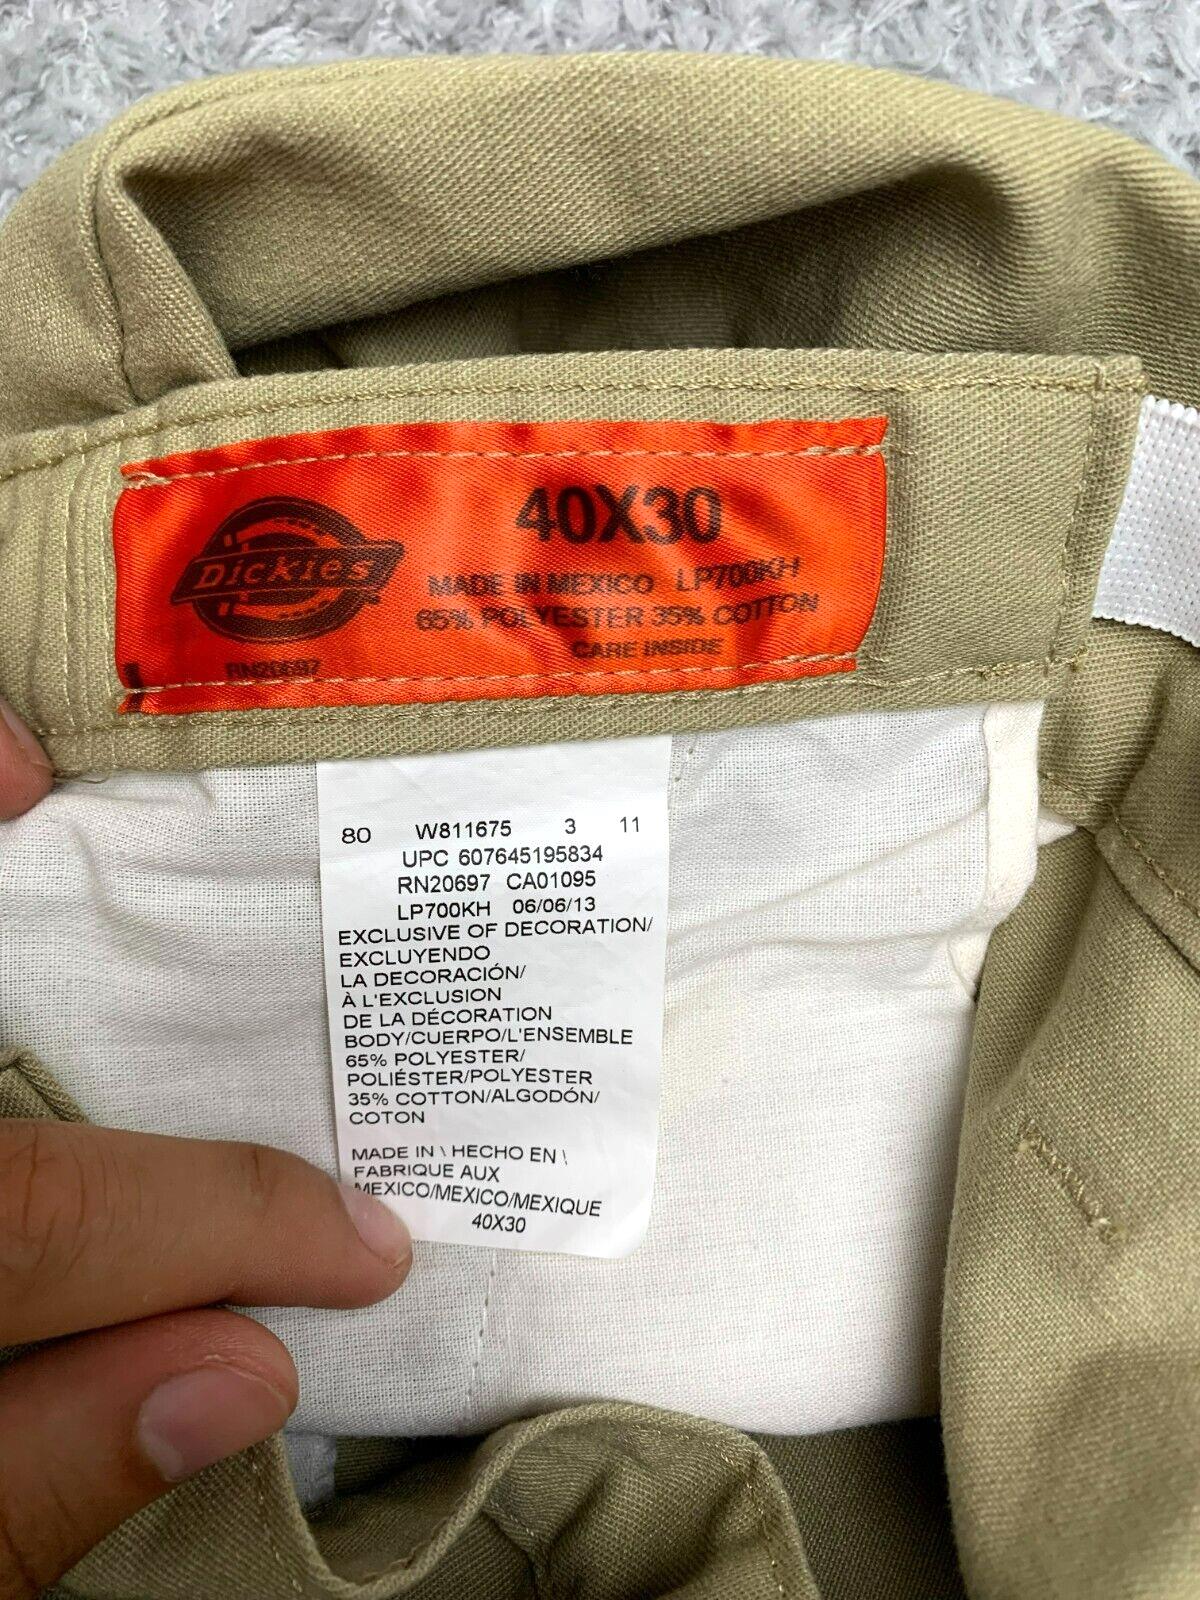 40X30
Dickies
MADE IN MEXICO LP700KH
65% POLYESTER 35% COTTON
CARE INSIDE
RN20697
80 W811675 3 11
UPC 607645195834
RN20697 CA01095
LP700KH 06/06/13
EXCLUSIVE OF DECORATION/
EXCLUYENDO
LA DECORACIÓN/
À L'EXCLUSION
DE LA DÉCORATION
BODY/CUERPO/L'ENSEMBLE
65% POLYESTER/
POLIÉSTER/POLYESTER
35% COTTON/ALGODÓN/
COTON
MADE IN \ HECHO EN \
FABRIQUE AUX
MEXICO/MEXICO/MEXIQUE
40X30